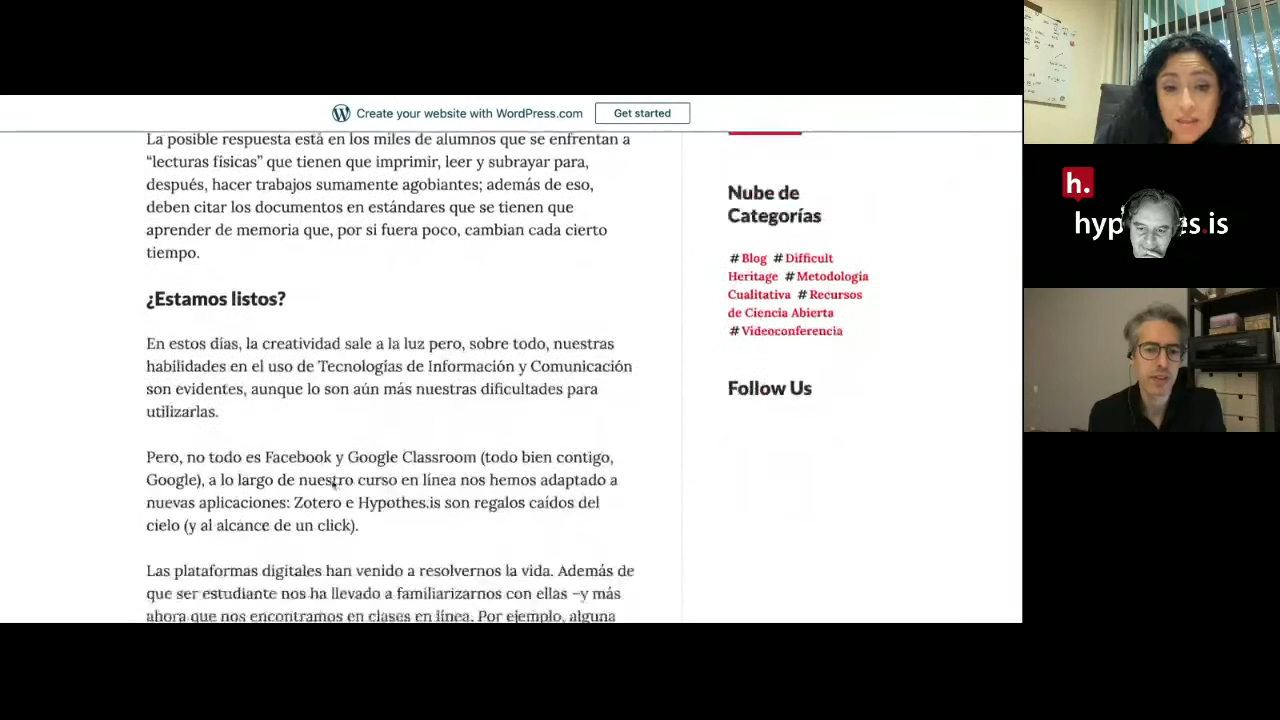 Create your website with WordPress.com
Get started
La posible respuesta está en los miles de alumnos que se enfrentan a
“lecturas físicas” que tienen que imprimir, leer y subrayar para,
después, hacer trabajos sumamente agobiantes; además de eso,
deben citar los documentos en estándares que se tienen que
aprender de memoria que, por si fuera poco, cambian cada cierto
tiempo.
¿Estamos listos?
En estos días, la creatividad sale a la luz pero, sobre todo, nuestras
habilidades en el uso de Tecnologías de Información y Comunicación
son evidentes, aunque lo son aún más nuestras dificultades para
utilizarlas.
Pero, no todo es Facebook y Google Classroom (todo bien contigo,
Google), a lo largo de nuestro curso en línea nos hemos adaptado a
nuevas aplicaciones: Zotero e Hypothes.is son regalos caídos del
cielo (y al alcance de un click).
Las plataformas digitales han venido a resolvernos la vida. Además de
que ser estudiante nos ha llevado a familiarizarnos con ellas –y más
ahora que nos encontramos en clases en línea. Por ejemplo, alguna
Nube de
Categorías
#Blog #Difficult
Heritage #Metodología
Cualitativa #Recursos
de Ciencia Abierta
#Videoconferencia
Follow Us
h.
hyp es.is